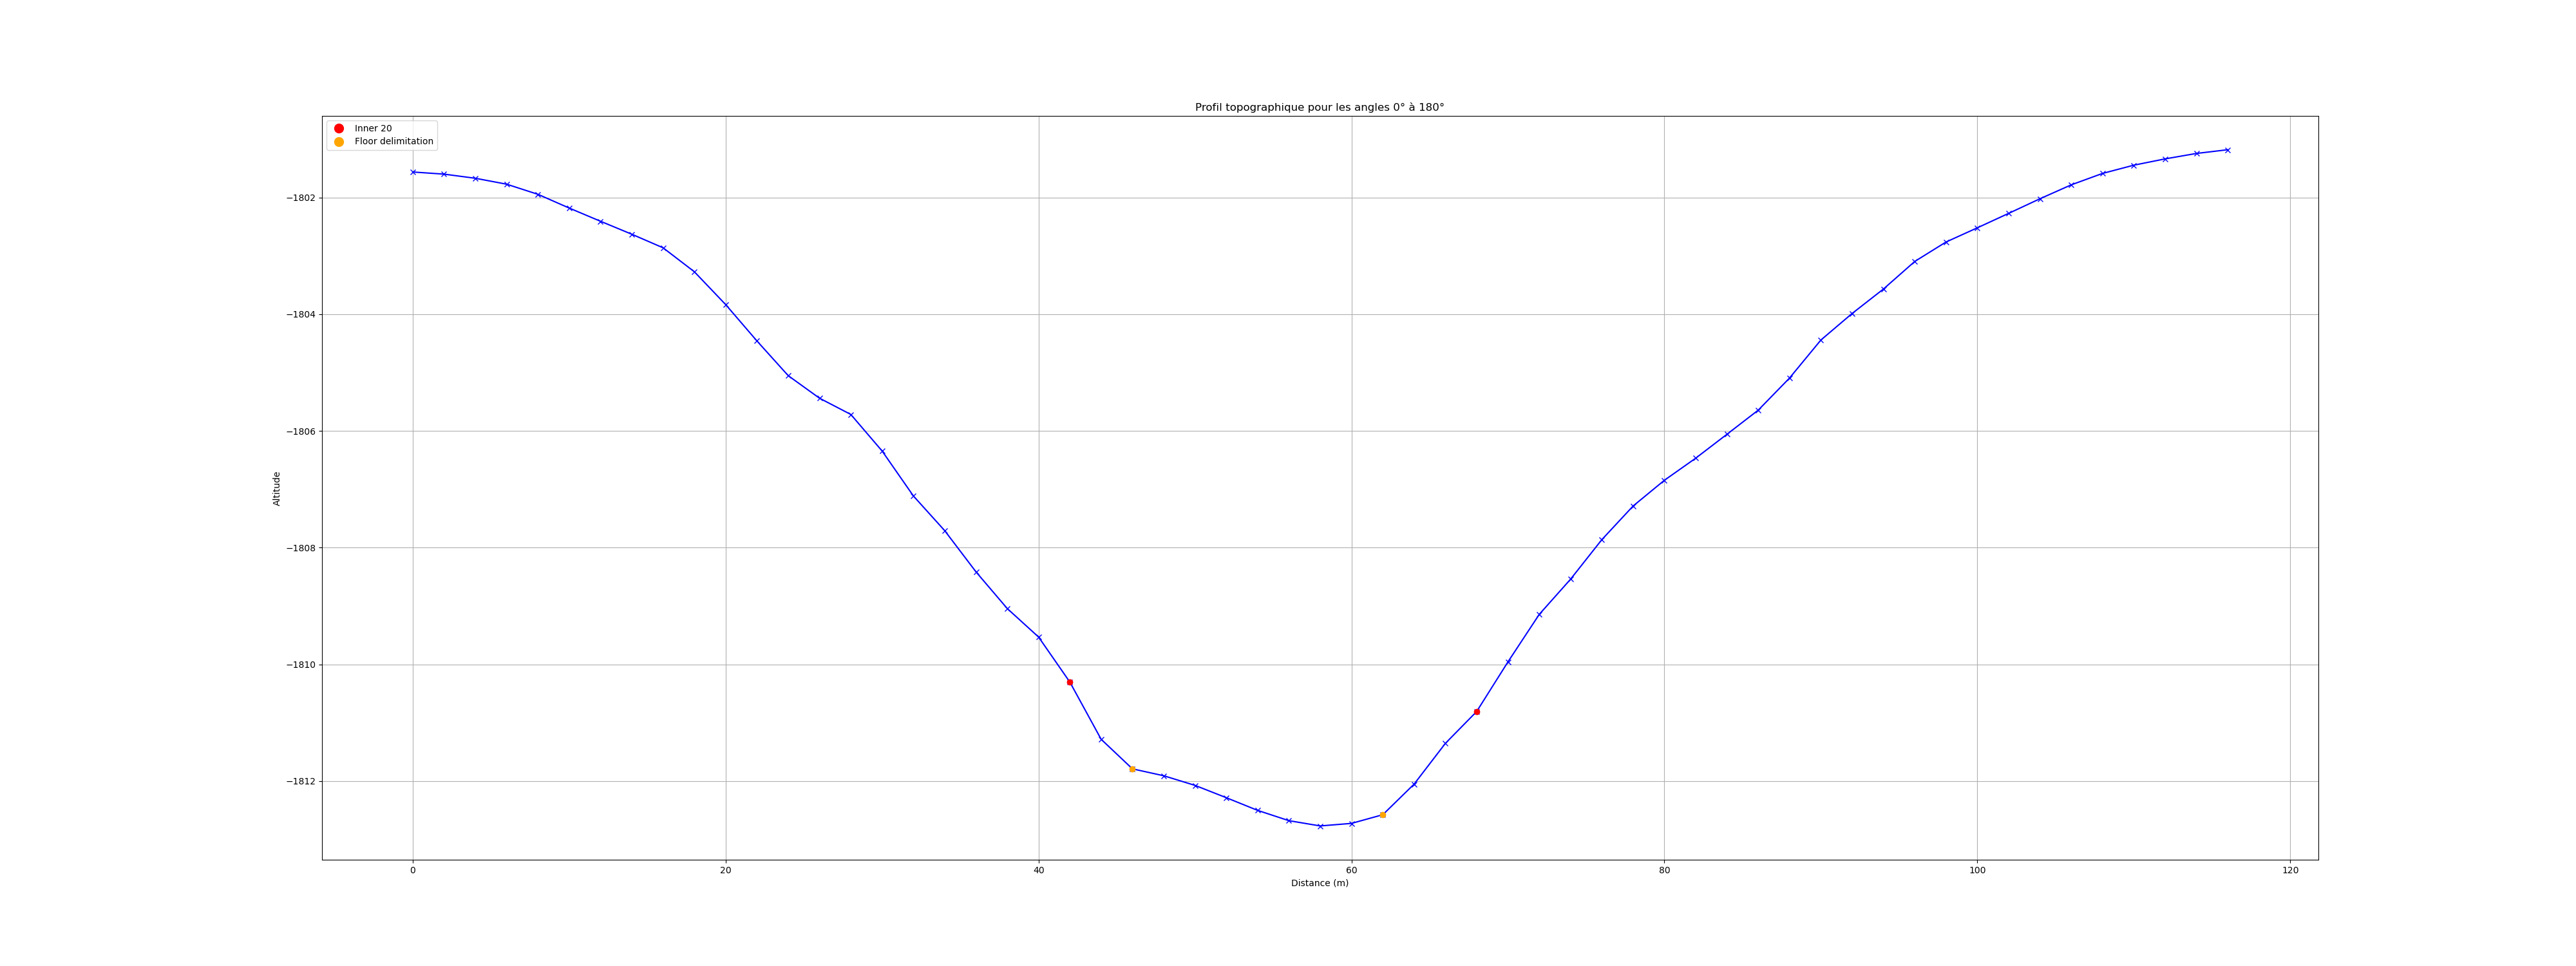 Profil topographique pour les angles 0° à 180°
Inner 20
Floor delimitation
−1802
−1804
−1806
−1808
−1810
−1812
Altitude
0 20 40 60 80 100 120
Distance (m)